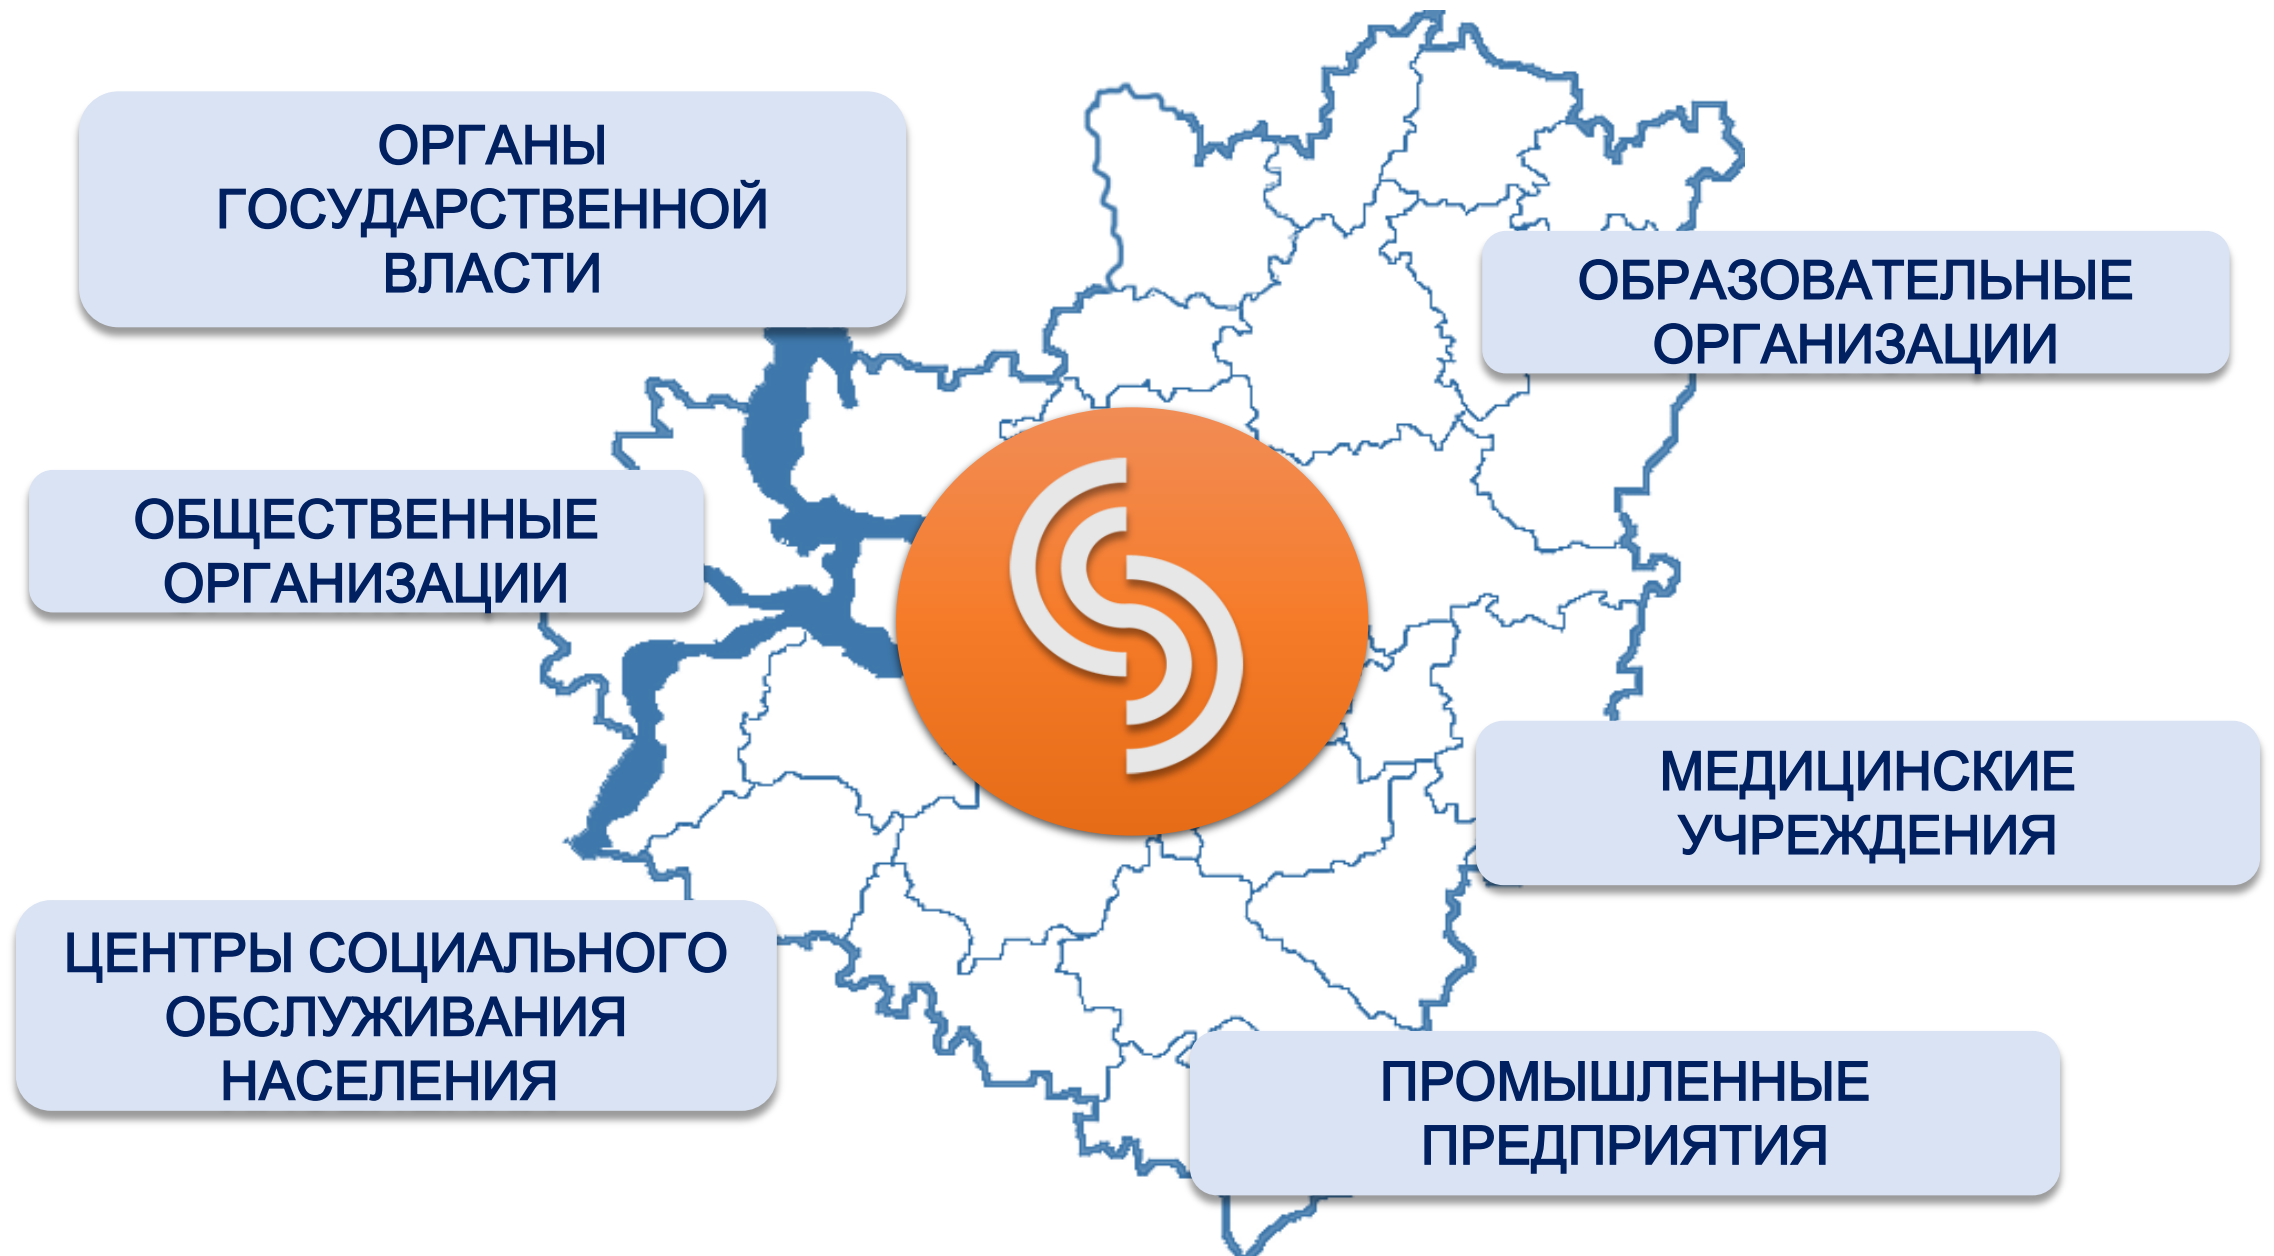 ОРГАНЫ
ГОСУДАРСТВЕННОЙ
ВЛАСТИ
ОБРАЗОВАТЕЛЬНЫЕ
ОРГАНИЗАЦИИ
ОБЩЕСТВЕННЫЕ
ОРГАНИЗАЦИИ
МЕДИЦИНСКИЕ
УЧРЕЖДЕНИЯ
ЦЕНТРЫ СОЦИАЛЬНОГО
ОБСЛУЖИВАНИЯ
НАСЕЛЕНИЯ
ПРОМЫШЛЕННЫЕ
ПРЕДПРИЯТИЯ